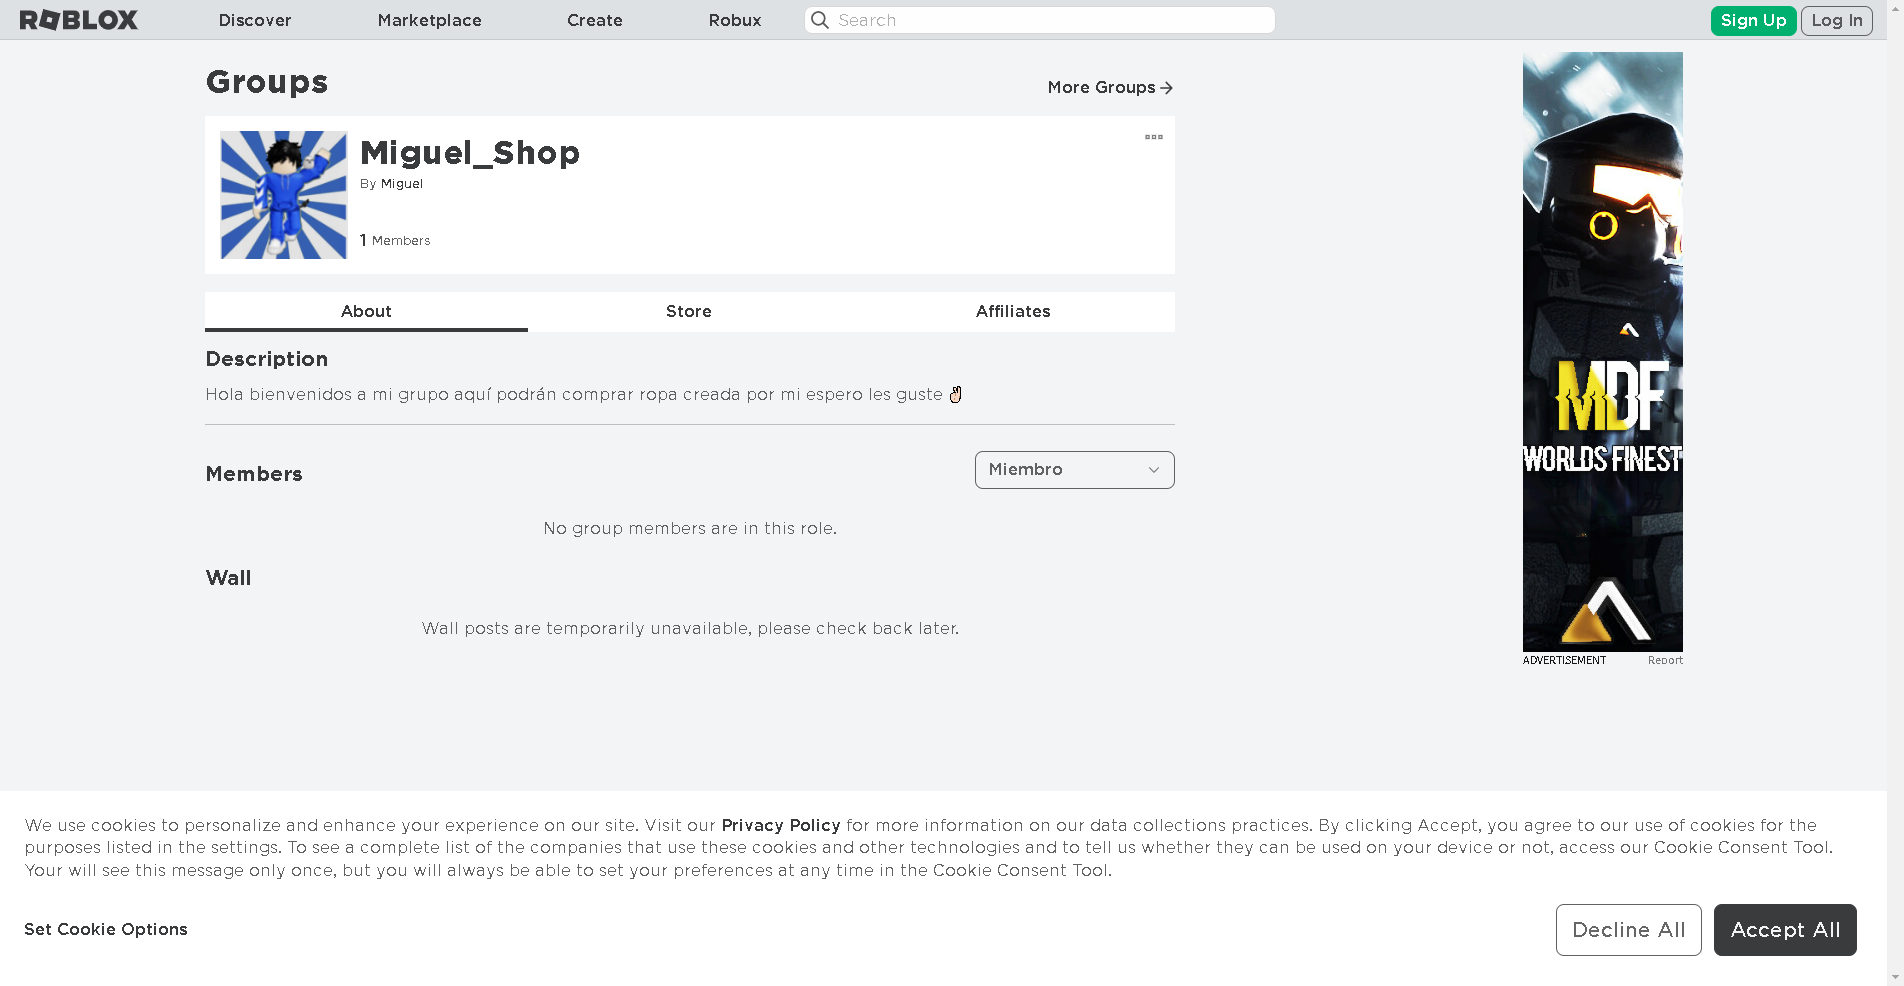 ROBLOX
Discover
Marketplace
Create
Robux
Search
Sign Up
Log In
Groups
More Groups
Miguel_Shop
By Miguel
1 Members
About
Store
Affiliates
Description
Hola bienvenidos a mi grupo aquí podrán comprar ropa creada por mi espero les guste ✌🏻
Members
Miembro
No group members are in this role.
Wall
Wall posts are temporarily unavailable, please check back later.
MDF
WORLDS FINEST
ADVERTISEMENT
Report
We use cookies to personalize and enhance your experience on our site. Visit our Privacy Policy for more information on our data collections practices. By clicking Accept, you agree to our use of cookies for the
purposes listed in the settings. To see a complete list of the companies that use these cookies and other technologies and to tell us whether they can be used on your device or not, access our Cookie Consent Tool.
Your will see this message only once, but you will always be able to set your preferences at any time in the Cookie Consent Tool.
Set Cookie Options
Decline All
Accept All